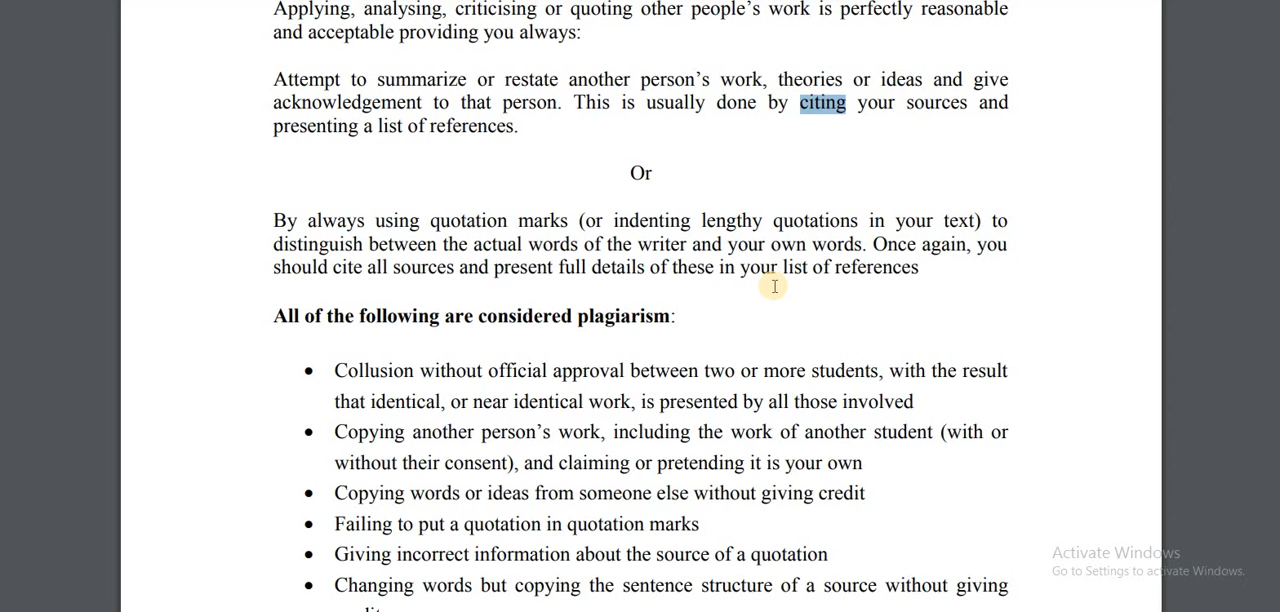 Applying, analysing, criticising or quoting other people's work is perfectly reasonable
and acceptable providing you always:
Attempt to summarize or restate another person's work, theories or ideas and give
acknowledgement to that person. This is usually done by citing your sources and
presenting a list of references.
Or
By always using quotation marks (or indenting lengthy quotations in your text) to
distinguish between the actual words of the writer and your own words. Once again, you
should cite all sources and present full details of these in your list of references
All of the following are considered plagiarism:
• Collusion without official approval between two or more students, with the result
that identical, or near identical work, is presented by all those involved
• Copying another person's work, including the work of another student (with or
without their consent), and claiming or pretending it is your own
• Copying words or ideas from someone else without giving credit
• Failing to put a quotation in quotation marks
• Giving incorrect information about the source of a quotation
• Changing words but copying the sentence structure of a source without giving
Activate Windows
Go to Settings to activate Windows.